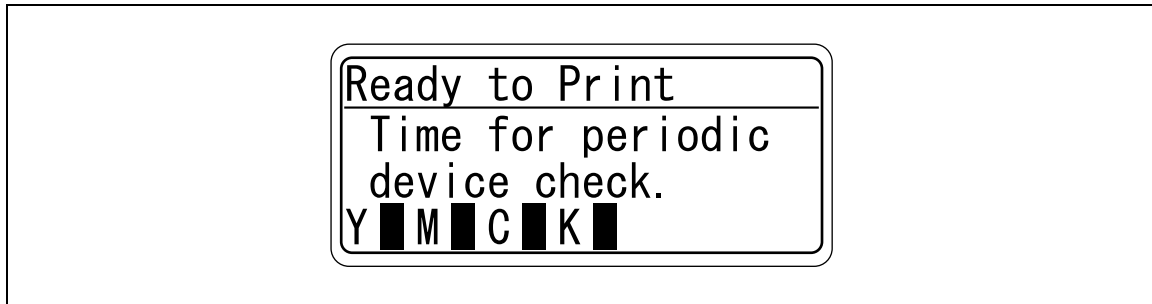 Ready to Print
Time for periodic
device check.
Y M C K